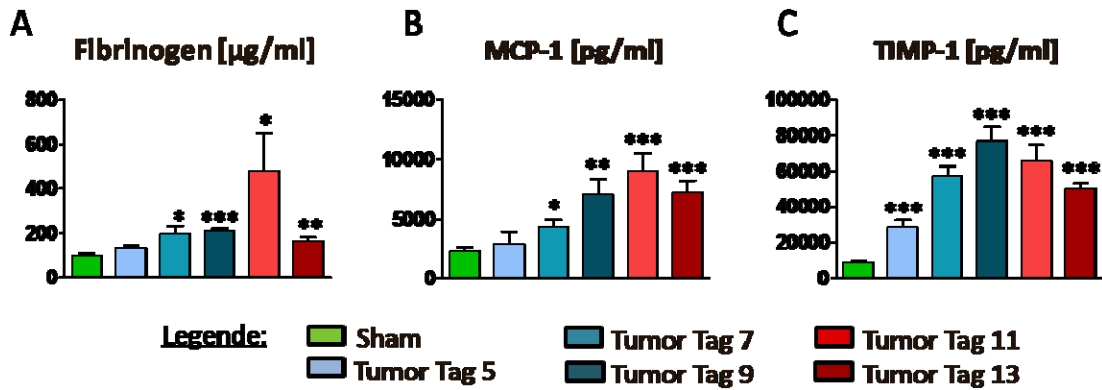 A B C
Fibrinogen [µg/ml] MCP-1 [pg/ml] TIMP-1 [pg/ml]
800 15000 100000
600 80000
400 10000 60000
200 5000 40000
0 0 20000
0
* *** *** ***
* *** ** * ** *** *** *** ***
Legende: Sham Tumor Tag 7 Tumor Tag 11
Tumor Tag 5 Tumor Tag 9 Tumor Tag 13